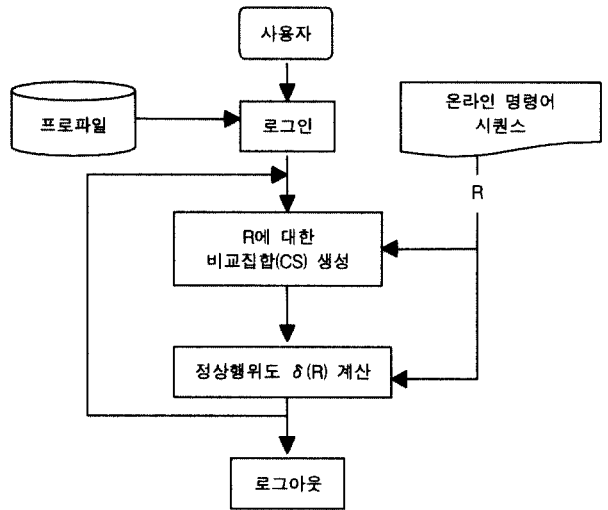 사용자
프로파일
로그인
온라인 명령어
시퀀스
R
R에 대한
비교집합(CS) 생성
정상행위도 δ(R) 계산
로그아웃